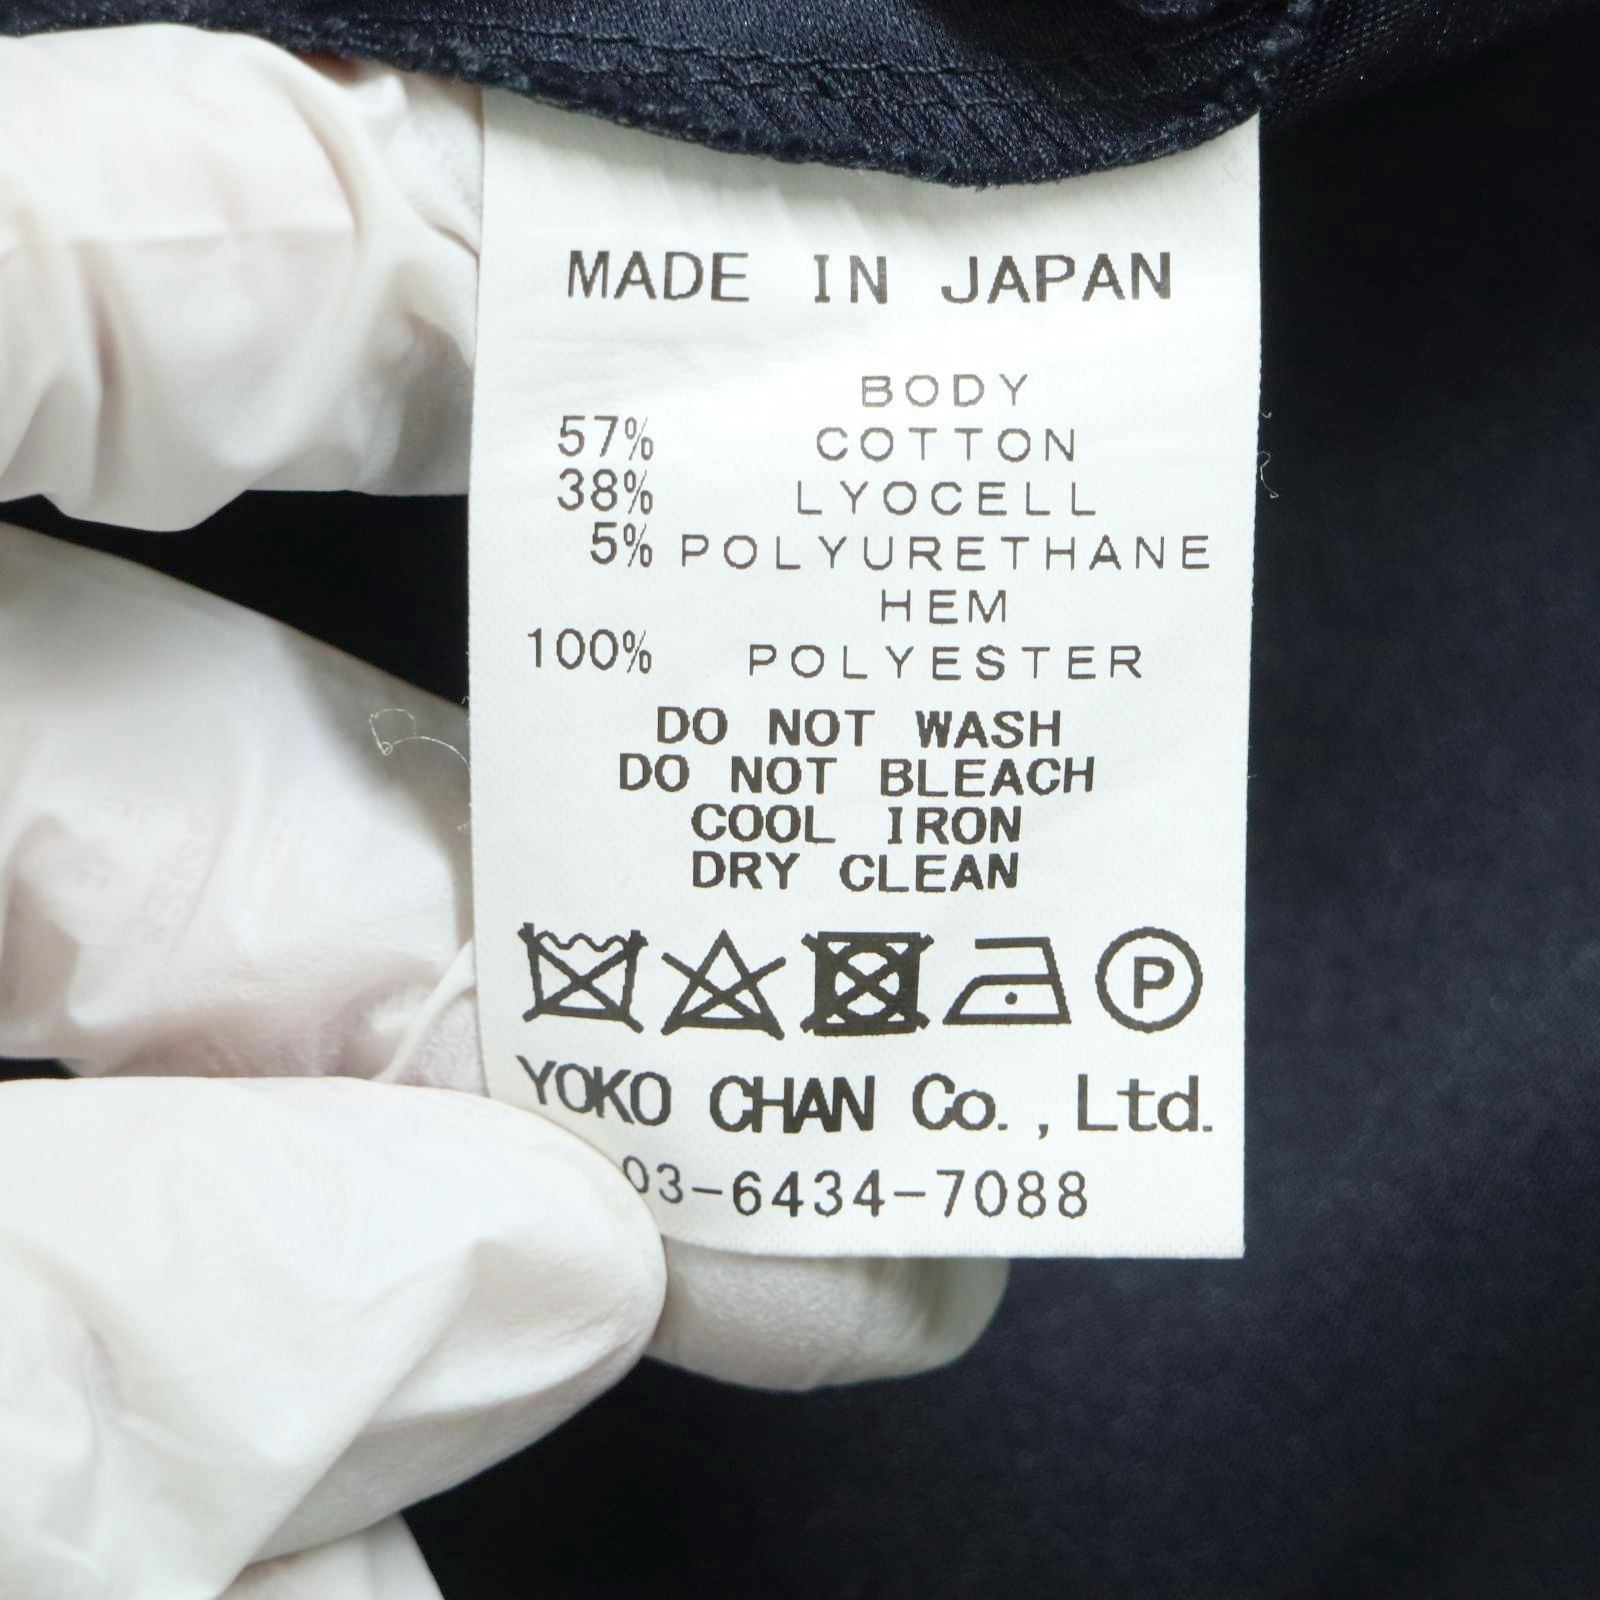 MADE IN JAPAN
BODY
57% COTTON
38% LYOCELL
5% POLYURETHANE
HEM
100% POLYESTER
DO NOT WASH
DO NOT BLEACH
COOL IRON
DRY CLEAN
P
YOKO CHAN Co., Ltd.
03-6434-7088